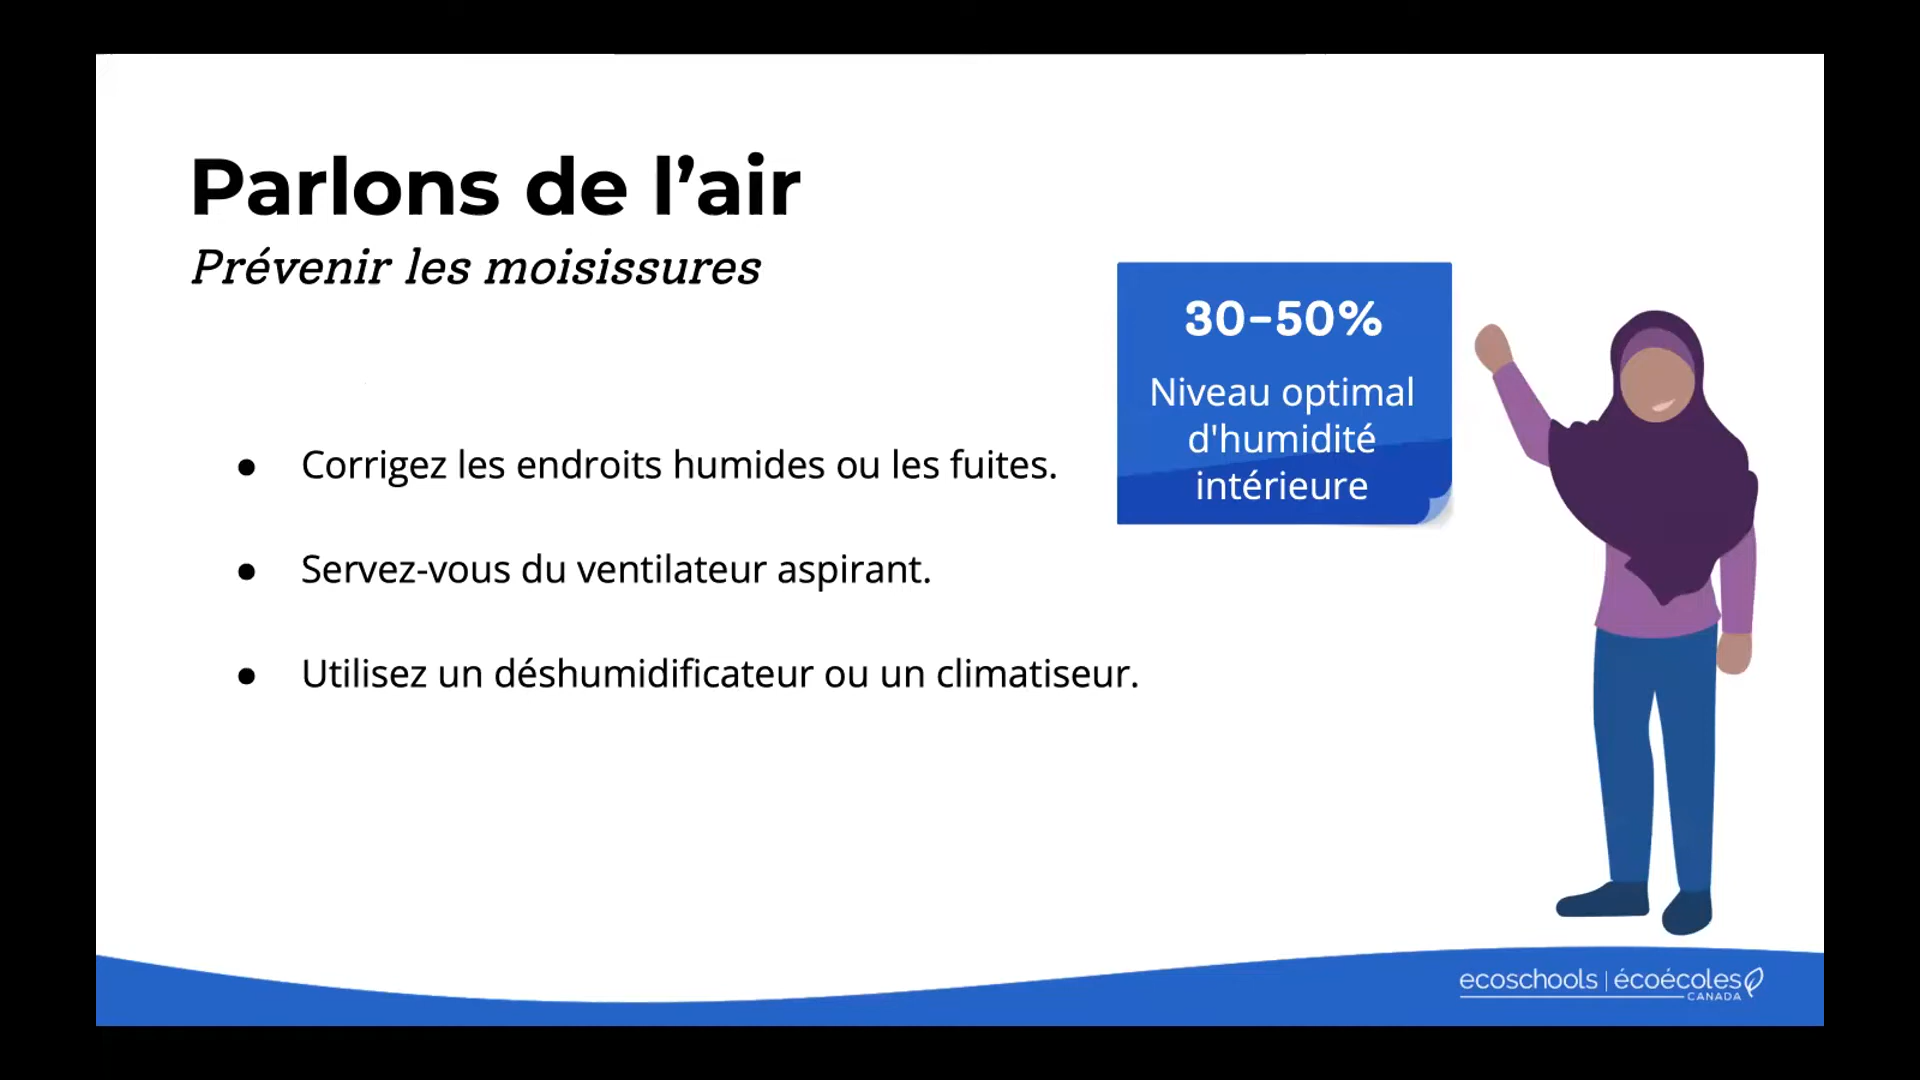 Parlons de l’air
Prévenir les moisissures
30-50%
Niveau optimal
d'humidité
intérieure
● Corrigez les endroits humides ou les fuites.
● Servez-vous du ventilateur aspirant.
● Utilisez un déshumidificateur ou un climatiseur.
ecoschools | écoécoles
CANADA